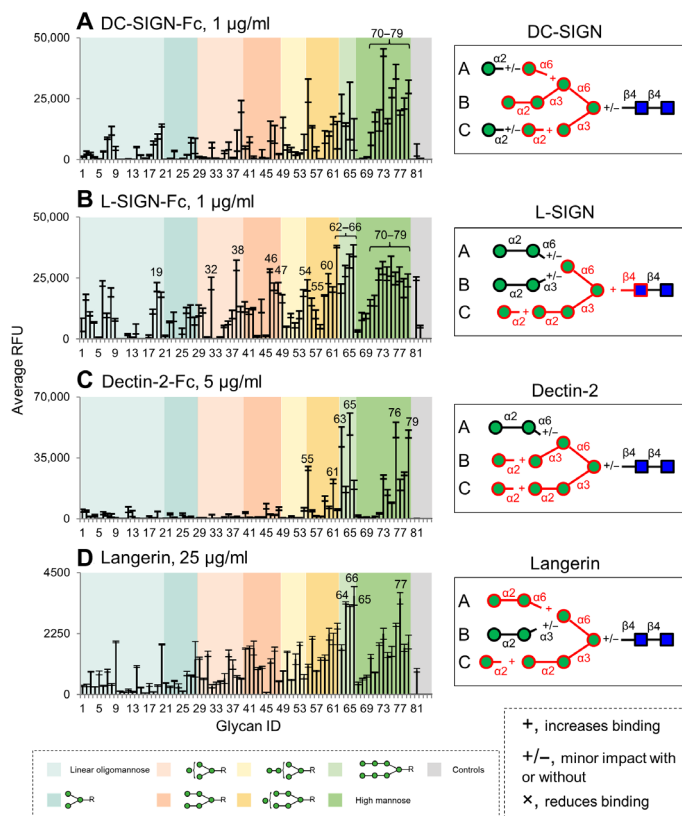 A DC-SIGN-Fc, 1 µg/ml
50,000
25,000
0
70–79
1 5 9 13 15 17 21 23 25 29 33 37 39 41 45 49 53 57 61 65 69 73 77 81
DC-SIGN
A α2 +/− α6 +
B α2 α3 α6 +/− β4 β4
C α2 +/− α2 + α3
B L-SIGN-Fc, 1 µg/ml
50,000
25,000
0
19 32 38 46 47 54 55 60 62–66 70–79
1 5 9 13 17 21 25 29 33 37 41 45 49 53 57 61 65 69 73 77 81
L-SIGN
A α2 α6 +/−
B α2 +/− α3 α6 + β4 β4
C α2 + α2 α3
C Dectin-2-Fc, 5 µg/ml
70,000
35,000
0
55 61 63 65 76 79
1 5 9 13 17 21 25 29 33 37 41 45 49 53 57 61 65 69 73 77 81
Dectin-2
A α2 α6 +/−
B α2 + α3 α6 +/− β4 β4
C α2 + α2 α3
D Langerin, 25 µg/ml
4500
2250
0
64 66 65 77
1 5 9 13 17 21 25 29 33 37 41 45 49 53 57 61 65 69 73 77 81
Langerin
A α2 α6 +
B α2 +/− α3 α6 +/− β4 β4
C α2 + α2 α3
Average RFU
Glycan ID
Linear oligomannose
R
R
R
Controls
R
R
R
High mannose
+, increases binding
+/−, minor impact with
or without
×, reduces binding